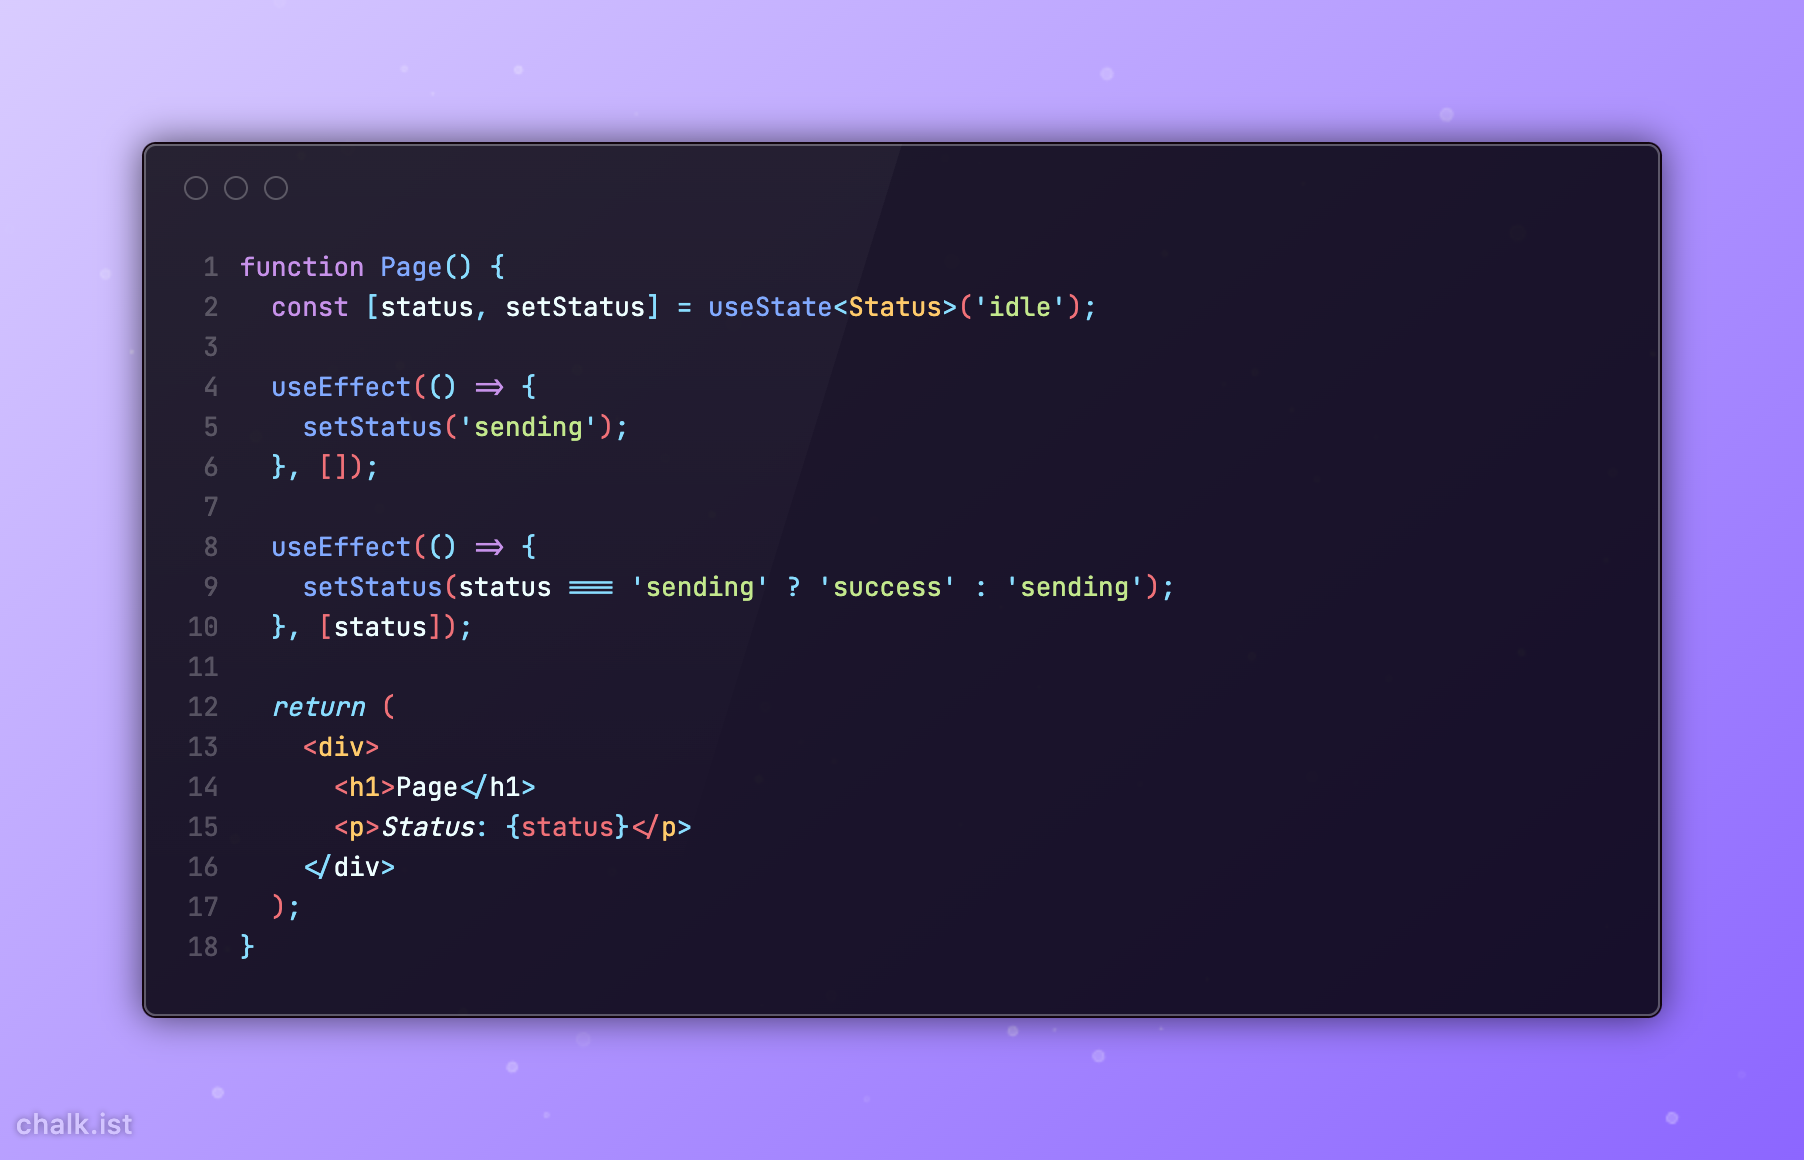 1 function Page() {
2   const [status, setStatus] = useState<Status>('idle');
3
4   useEffect(() => {
5     setStatus('sending');
6   }, []);
7
8   useEffect(() => {
9     setStatus(status === 'sending' ? 'success' : 'sending');
10   }, [status]);
11
12   return (
13     <div>
14       <h1>Page</h1>
15       <p>Status: {status}</p>
16     </div>
17   );
18 }
chalk.ist